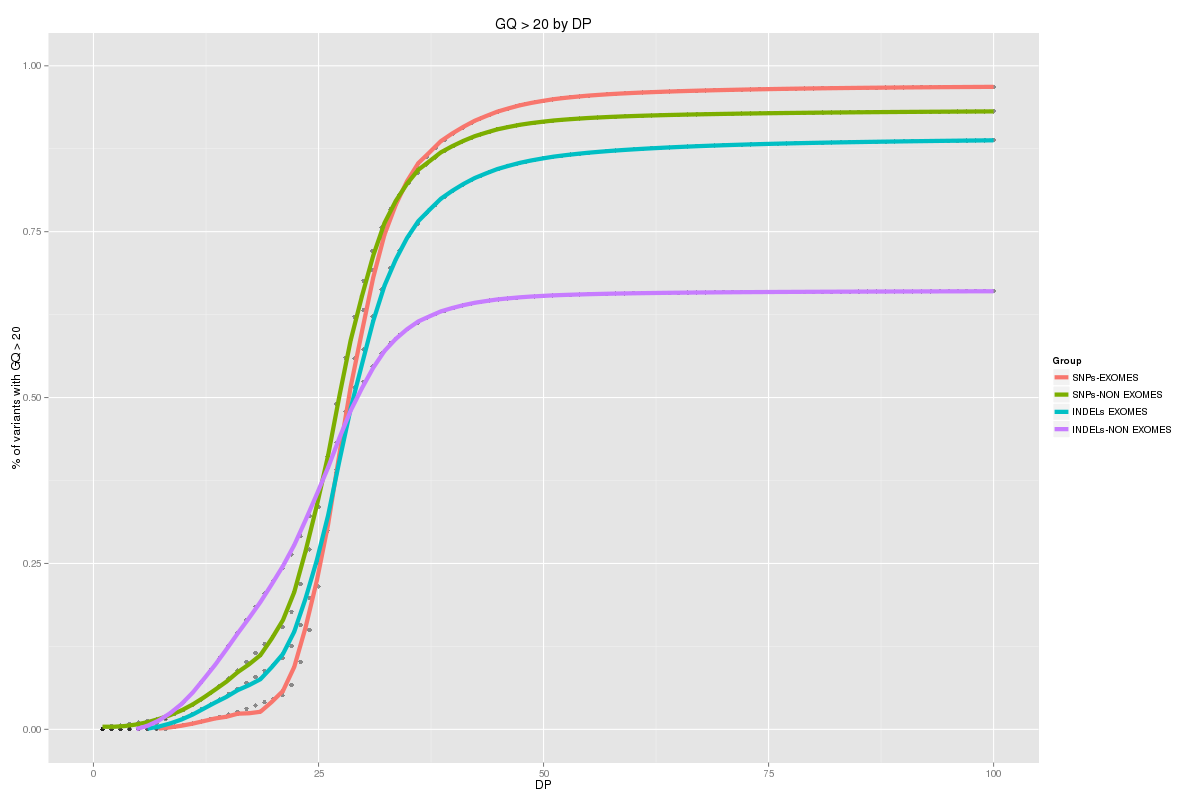 GQ > 20 by DP
% of variants with GQ > 20
1.00
0.75
0.50
0.25
0.00
0
25
50
75
100
DP
Group
SNPs-EXOMES
SNPs-NON EXOMES
INDELs EXOMES
INDELs-NON EXOMES